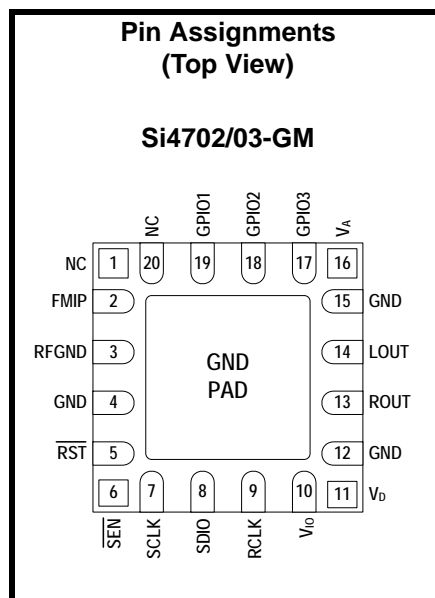 Pin Assignments
(Top View)
Si4702/03-GM
NC
GPIO1
GPIO2
GPIO3
VA
NC 1 20 19 18 17 16
FMIP 2 15 GND
RFGND 3 14 LOUT
GND
PAD
GND 4 13 ROUT
RST 5 12 GND
6 7 8 9 10 11 VD
SEN
SCLK
SDIO
RCLK
VIO